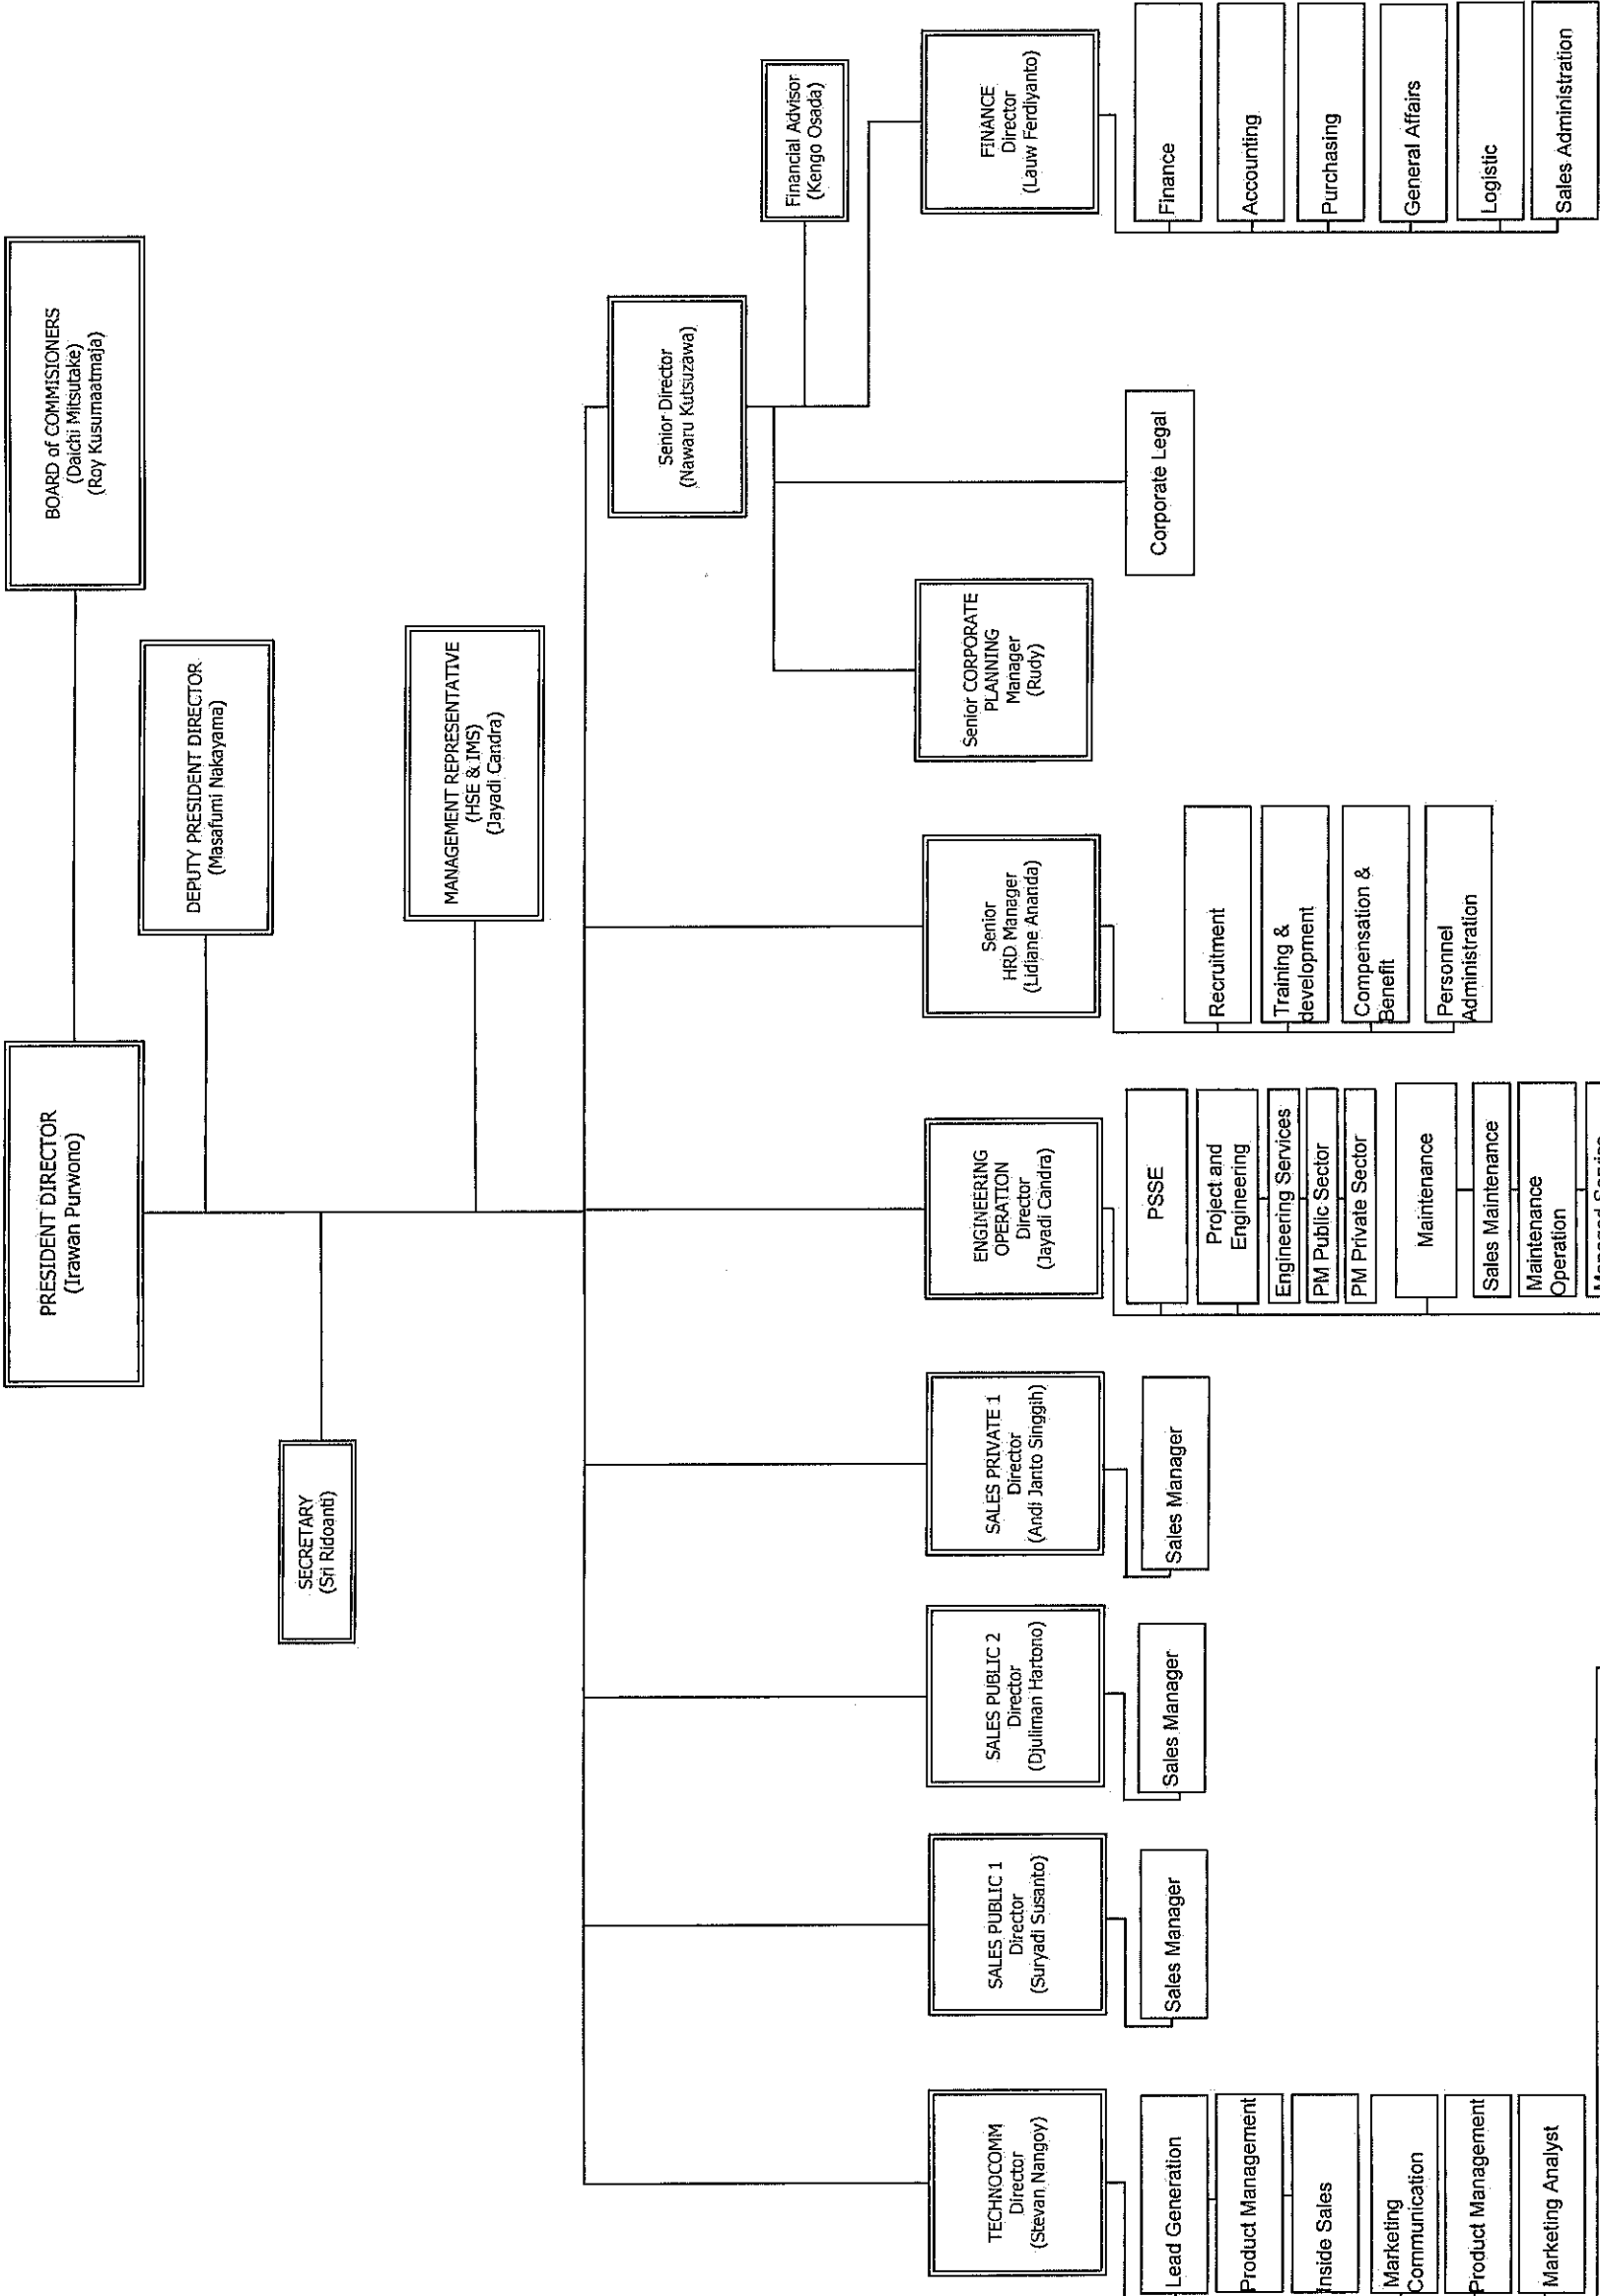 BOARD of COMMISIONERS
(Daichi Mitsutake)
(Roy Kusumaatmaja)
PRESIDENT DIRECTOR
(Irawan Purwono)
DEPUTY PRESIDENT DIRECTOR
(Masafumi Nakayama)
SECRETARY
(Sri Ridoanti)
MANAGEMENT REPRESENTATIVE
(HSE & IMS)
(Jayadi Candra)
Senior Director
(Nawaru Kutsuzawa)
Financial Advisor
(Kengo Osada)
TECHNOCOMM
Director
(Stevan Nangoy)
Lead Generation
Product Management
Inside Sales
Marketing
Communication
Product Management
Marketing Analyst
SALES PUBLIC 1
Director
(Suryadi Susanto)
Sales Manager
SALES PUBLIC 2
Director
(Djuliman Hartono)
Sales Manager
SALES PRIVATE 1
Director
(Andi Janto Singgih)
Sales Manager
ENGINEERING
OPERATION
Director
(Jayadi Candra)
PSSE
Project and
Engineering
Engineering Services
PM Public Sector
PM Private Sector
Maintenance
Sales Maintenance
Maintenance
Operation
Managed Service
Senior
HRD Manager
(Lidiane Ananda)
Recruitment
Training &
development
Compensation &
Benefit
Personnel
Administration
Senior CORPORATE
PLANNING
Manager
(Rudy)
Corporate Legal
FINANCE
Director
(Lauw Ferdiyanto)
Finance
Accounting
Purchasing
General Affairs
Logistic
Sales Administration